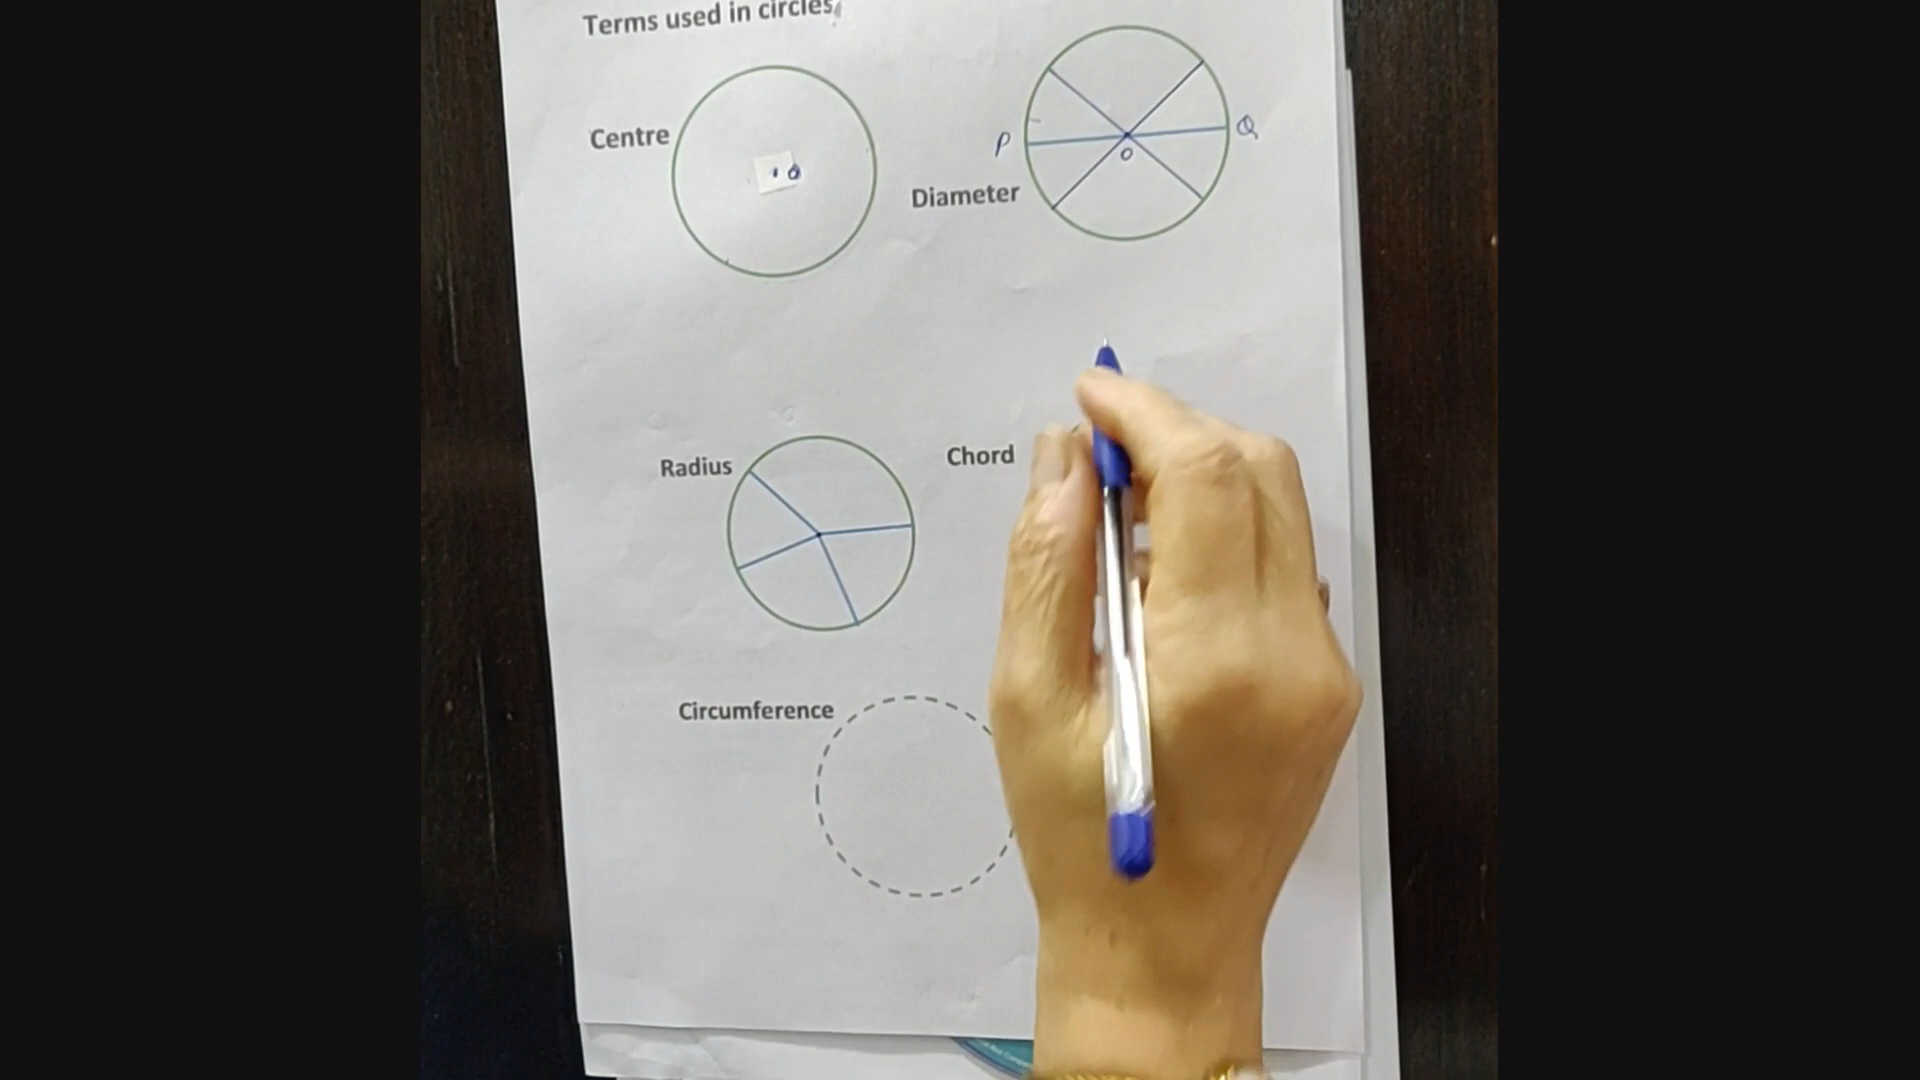 Terms used in circles
Centre
O
P
Q
O
Diameter
Radius
Chord
Circumference